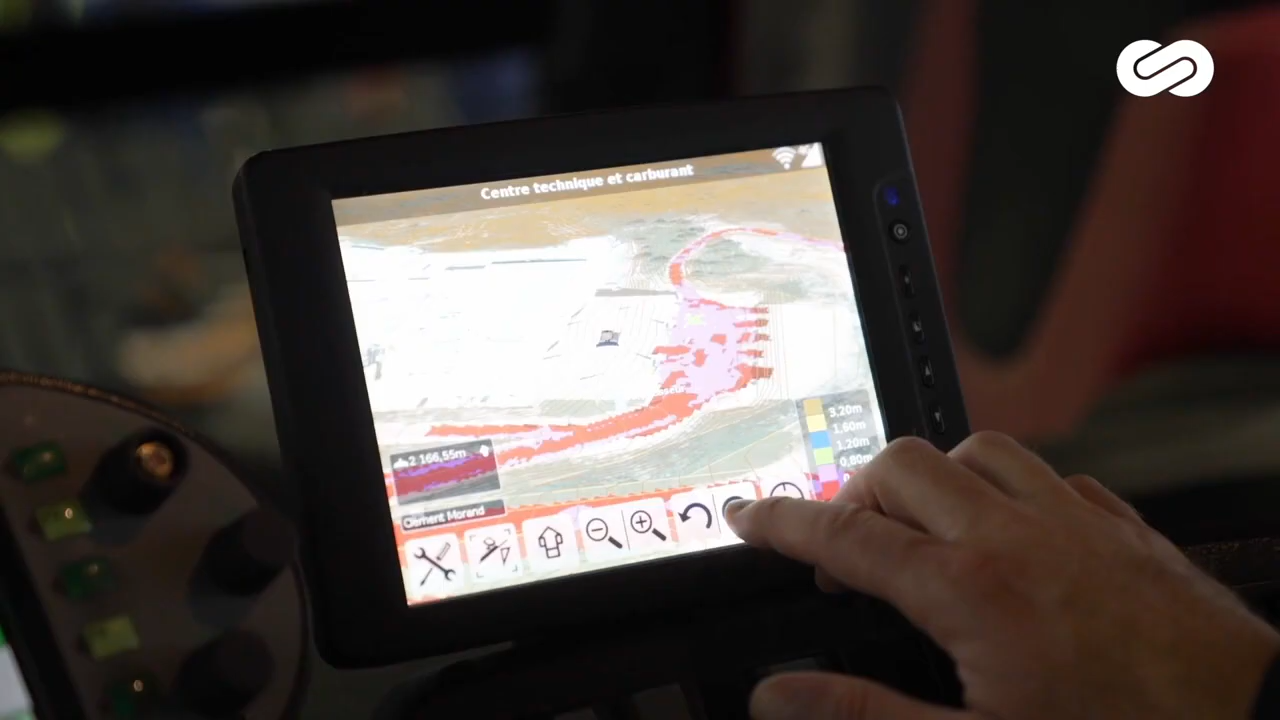 Centre technique et carburant
3,20m
1,60m
1,20m
0,80m
2 166,55m
Clément Morand